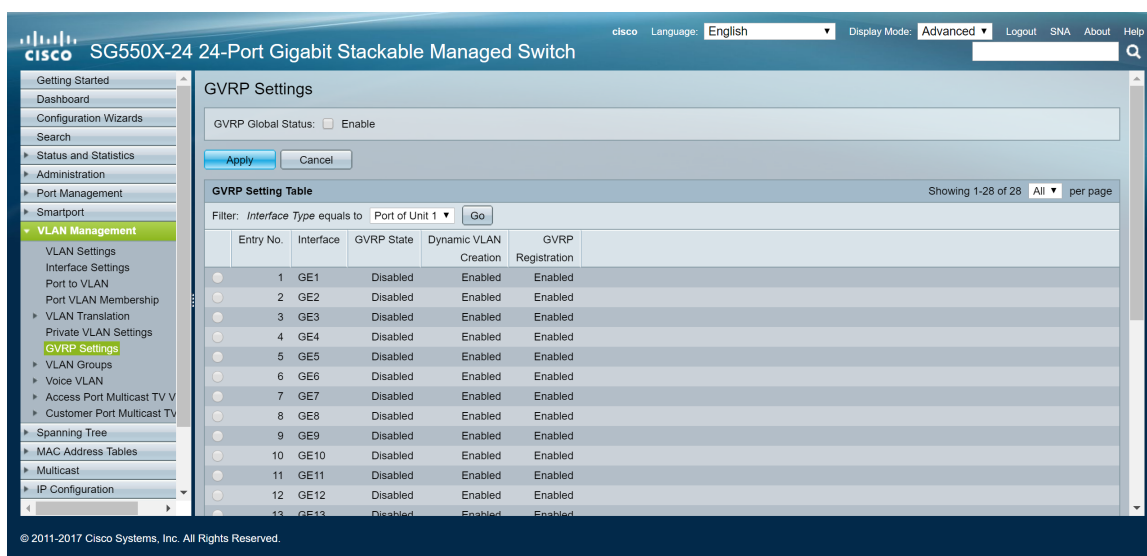 cisco Language: English Display Mode: Advanced Logout SNA About Help
CISCO SG550X-24 24-Port Gigabit Stackable Managed Switch
Getting Started
Dashboard
Configuration Wizards
Search
Status and Statistics
Administration
Port Management
Smartport
VLAN Management
VLAN Settings
Interface Settings
Port to VLAN
Port VLAN Membership
VLAN Translation
Private VLAN Settings
GVRP Settings
VLAN Groups
Voice VLAN
Access Port Multicast TV V
Customer Port Multicast TV
Spanning Tree
MAC Address Tables
Multicast
IP Configuration
GVRP Settings
GVRP Global Status: Enable
Apply Cancel
GVRP Setting Table Showing 1-28 of 28 All per page
Filter: Interface Type equals to Port of Unit 1 Go
Entry No. Interface GVRP State Dynamic VLAN GVRP
Creation Registration
1 GE1 Disabled Enabled Enabled
2 GE2 Disabled Enabled Enabled
3 GE3 Disabled Enabled Enabled
4 GE4 Disabled Enabled Enabled
5 GE5 Disabled Enabled Enabled
6 GE6 Disabled Enabled Enabled
7 GE7 Disabled Enabled Enabled
8 GE8 Disabled Enabled Enabled
9 GE9 Disabled Enabled Enabled
10 GE10 Disabled Enabled Enabled
11 GE11 Disabled Enabled Enabled
12 GE12 Disabled Enabled Enabled
13 GE13 Disabled Enabled Enabled
© 2011-2017 Cisco Systems, Inc. All Rights Reserved.